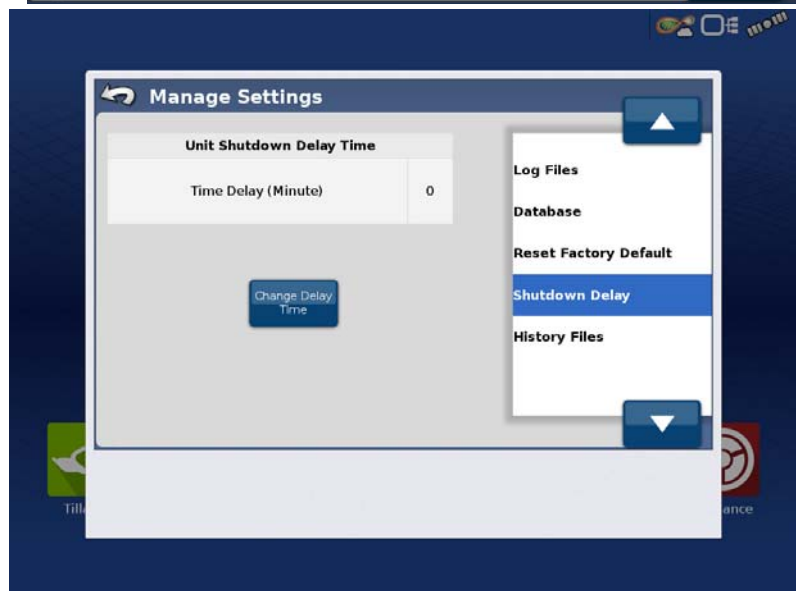 Manage Settings
Unit Shutdown Delay Time
Time Delay (Minute) 0
Change Delay
Time
Log Files
Database
Reset Factory Default
Shutdown Delay
History Files
Till
ance